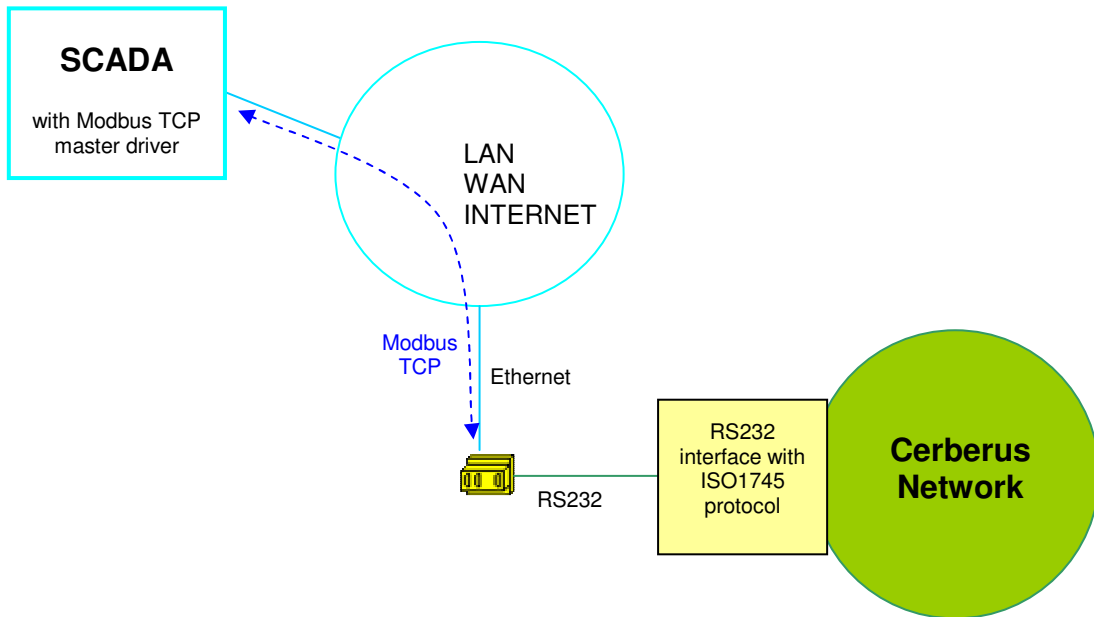 SCADA
with Modbus TCP
master driver
LAN
WAN
INTERNET
Modbus
TCP
Ethernet
RS232
RS232
interface with
ISO1745
protocol
Cerberus
Network